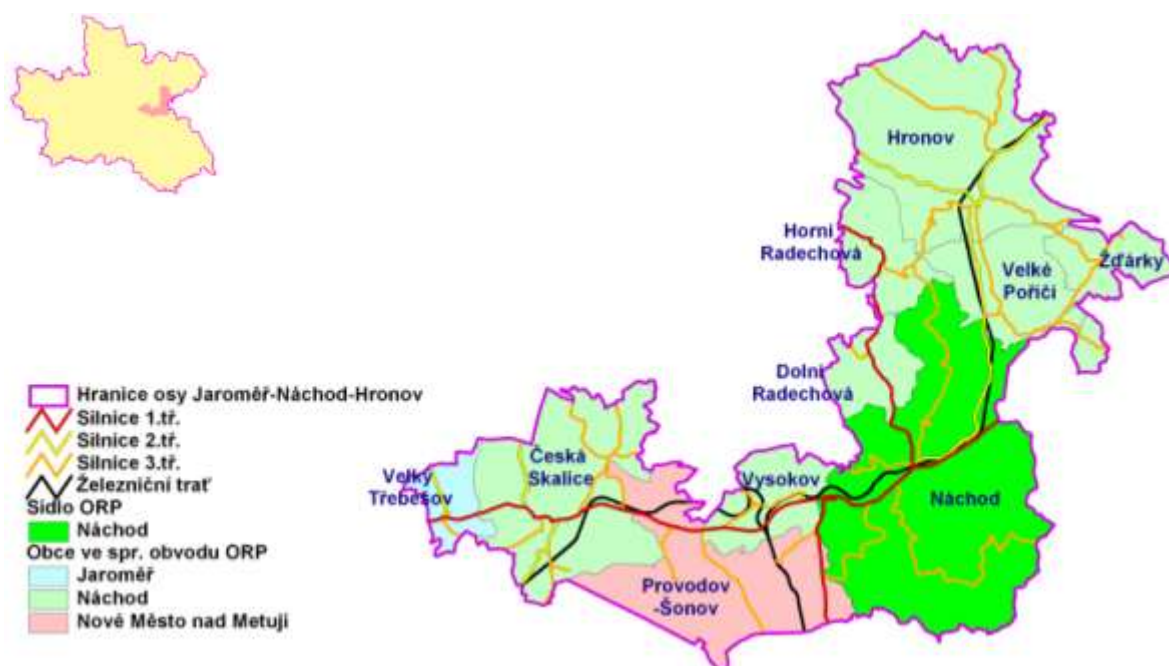 Hronov
Horní
Radechová
Žďárky
Velké
Poříčí
Dolní
Radechová
Hranice osy Jaroměř-Náchod-Hronov
Silnice 1.tř.
Silnice 2.tř.
Silnice 3.tř.
Železniční trať
Sídlo ORP
Náchod
Obce ve spr. obvodu ORP
Jaroměř
Náchod
Nové Město nad Metují
Velký
Třebešov
Česká
Skalice
Vysokov
Náchod
Provodov
-Šonov